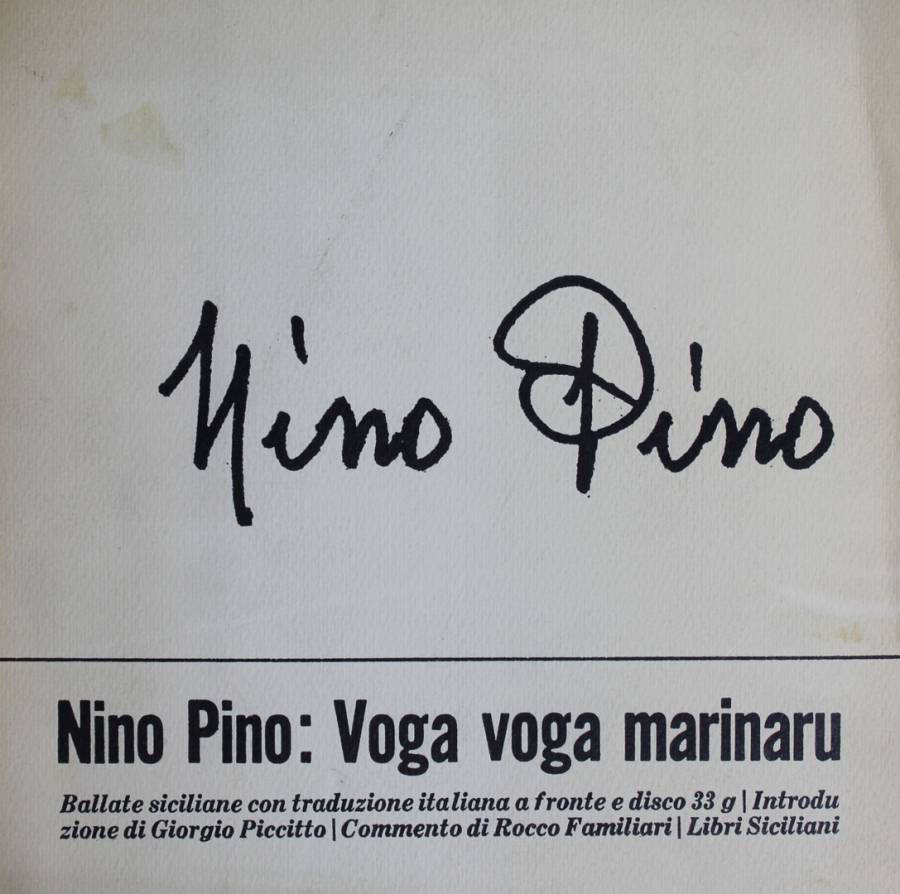 Nino Pino
Nino Pino: Voga voga marinaru
Ballate siciliane con traduzione italiana a fronte e disco 33 g | Introdu
zione di Giorgio Piccitto | Commento di Rocco Familiari | Libri Siciliani